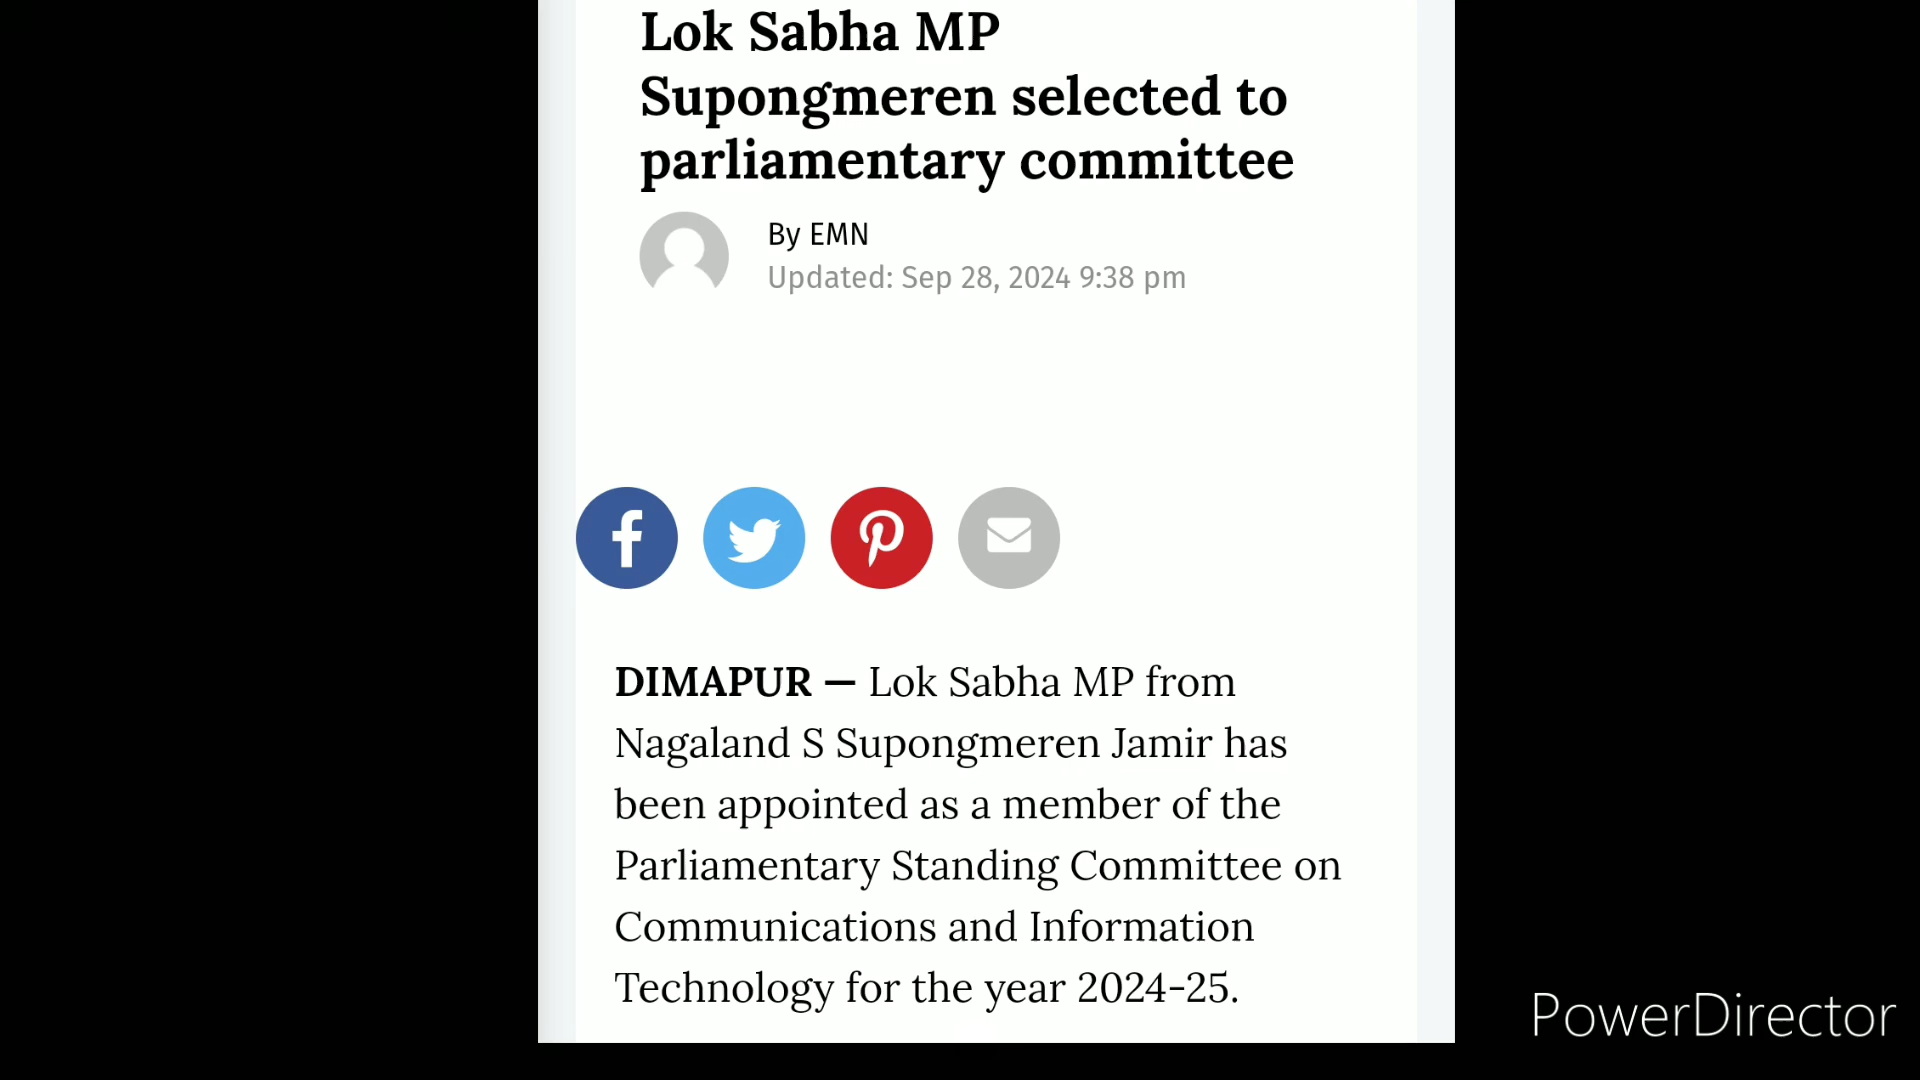 Lok Sabha MP
Supongmeren selected to
parliamentary committee
By EMN
Updated: Sep 28, 2024 9:38 pm
DIMAPUR — Lok Sabha MP from
Nagaland S Supongmeren Jamir has
been appointed as a member of the
Parliamentary Standing Committee on
Communications and Information
Technology for the year 2024-25.
PowerDirector